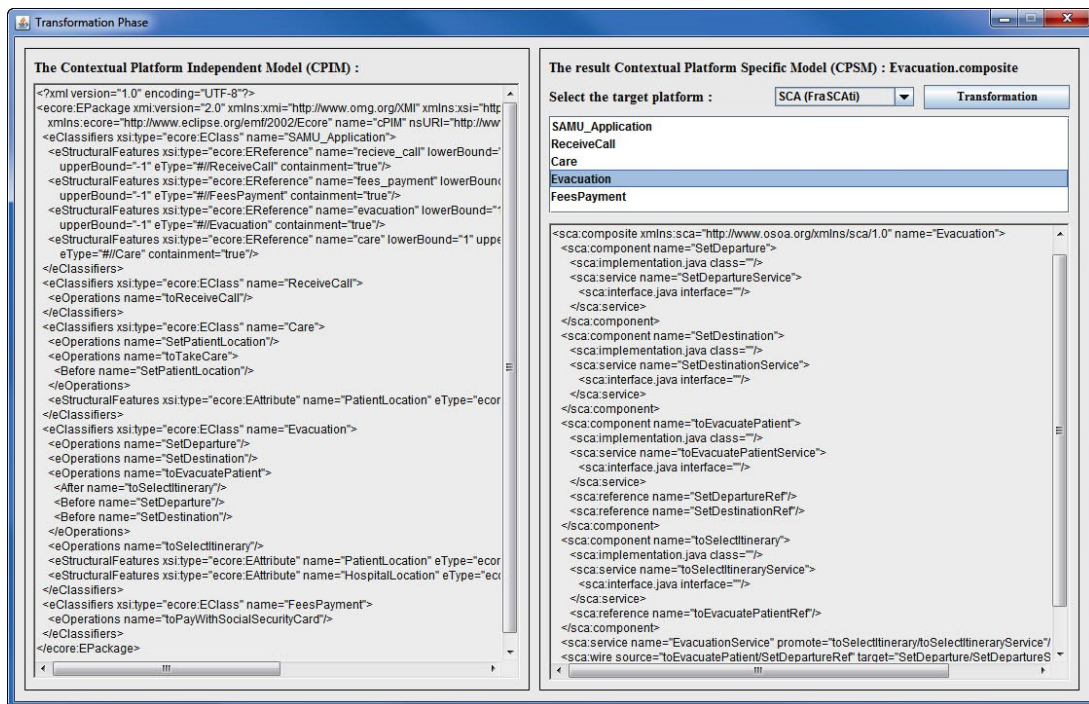 Transformation Phase
The Contextual Platform Independent Model (CPIM) :
<?xml version="1.0" encoding="UTF-8"?>
<ecore:EPackage xmi:version="2.0" xmlns:xmi="http://www.omg.org/XMI" xmlns:xsi="http
xmlns:ecore="http://www.eclipse.org/emf/2002/Ecore" name="cPIM" nsURI="http://ww
<eClassifiers xsi:type="ecore:EClass" name="SAMU_Application">
<eStructuralFeatures xsi:type="ecore:EReference" name="recieve_call" lowerBound="
upperBound="-1" eType="#//ReceiveCall" containment="true"/>
<eStructuralFeatures xsi:type="ecore:EReference" name="fees_payment" lowerBound
upperBound="-1" eType="#//FeesPayment" containment="true"/>
<eStructuralFeatures xsi:type="ecore:EReference" name="evacuation" lowerBound="
upperBound="-1" eType="#//Evacuation" containment="true"/>
<eStructuralFeatures xsi:type="ecore:EReference" name="care" lowerBound="1" uppe
eType="#//Care" containment="true"/>
</eClassifiers>
<eClassifiers xsi:type="ecore:EClass" name="ReceiveCall">
<eOperations name="toReceiveCall"/>
</eClassifiers>
<eClassifiers xsi:type="ecore:EClass" name="Care">
<eOperations name="SetPatientLocation"/>
<eOperations name="toTakeCare">
<Before name="SetPatientLocation"/>
</eOperations>
<eStructuralFeatures xsi:type="ecore:EAttribute" name="PatientLocation" eType="ecor
</eClassifiers>
<eClassifiers xsi:type="ecore:EClass" name="Evacuation">
<eOperations name="SetDeparture"/>
<eOperations name="SetDestination"/>
<eOperations name="toEvacuatePatient">
<After name="toSelectItinerary"/>
<Before name="SetDeparture"/>
<Before name="SetDestination"/>
</eOperations>
<eOperations name="toSelectItinerary"/>
<eStructuralFeatures xsi:type="ecore:EAttribute" name="PatientLocation" eType="ecor
<eStructuralFeatures xsi:type="ecore:EAttribute" name="HospitalLocation" eType="ecc
</eClassifiers>
<eClassifiers xsi:type="ecore:EClass" name="FeesPayment">
<eOperations name="toPayWithSocialSecurityCard"/>
</eClassifiers>
</ecore:EPackage>
The result Contextual Platform Specific Model (CPSM) : Evacuation.composite
Select the target platform : SCA (FraSCAti) Transformation
SAMU_Application
ReceiveCall
Care
Evacuation
FeesPayment
<sca:composite xmlns:sca="http://www.osoa.org/xmlns/sca/1.0" name="Evacuation">
<sca:component name="SetDeparture">
<sca:implementation.java class=""/>
<sca:service name="SetDepartureService">
<sca:interface.java interface=""/>
</sca:service>
</sca:component>
<sca:component name="SetDestination">
<sca:implementation.java class=""/>
<sca:service name="SetDestinationService">
<sca:interface.java interface=""/>
</sca:service>
</sca:component>
<sca:component name="toEvacuatePatient">
<sca:implementation.java class=""/>
<sca:service name="toEvacuatePatientService">
<sca:interface.java interface=""/>
</sca:service>
<sca:reference name="SetDepartureRef"/>
<sca:reference name="SetDestinationRef"/>
</sca:component>
<sca:component name="toSelectItinerary">
<sca:implementation.java class=""/>
<sca:service name="toSelectItineraryService">
<sca:interface.java interface=""/>
</sca:service>
<sca:reference name="toEvacuatePatientRef"/>
</sca:component>
<sca:service name="EvacuationService" promote="toSelectItinerary/toSelectItineraryService"/
<sca:wire source="toEvacuatePatient/SetDepartureRef" target="SetDeparture/SetDepartureS